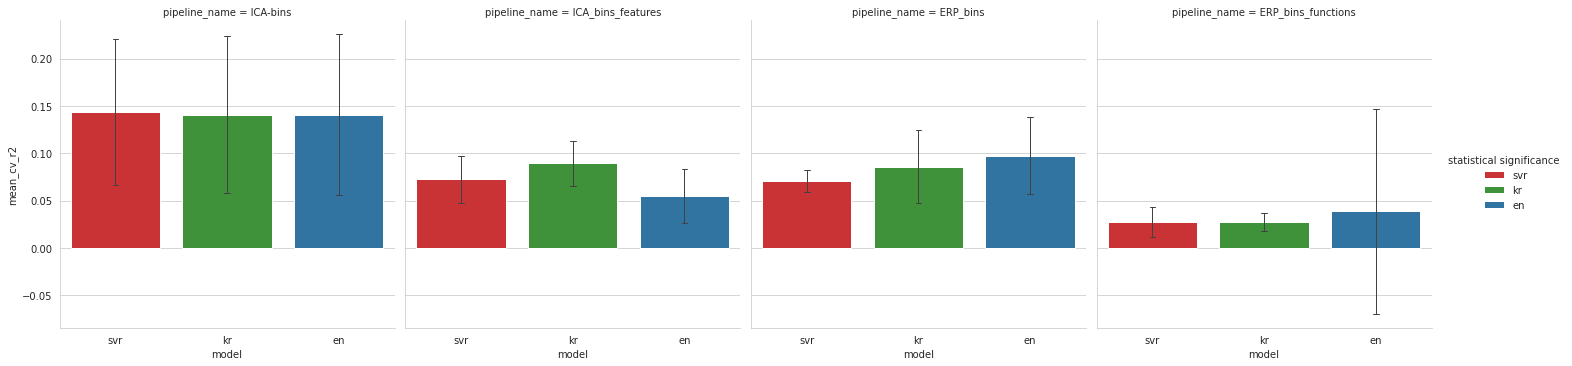 pipeline_name = ICA-bins
pipeline_name = ICA_bins_features
pipeline_name = ERP_bins
pipeline_name = ERP_bins_functions
mean_cv_r2
0.20
0.15
0.10
0.05
0.00
−0.05
svr kr en
model
svr kr en
model
svr kr en
model
svr kr en
model
statistical significance
svr
kr
en